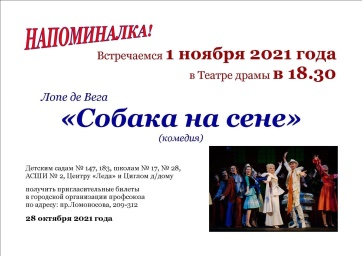 НАПОМИНАЛКА!
Встречаемся 1 ноября 2021 года
в Театре драмы в 18.30
Лопе де Вега
«Собака на сене»
(комедия)
Детским садам № 147, 183, школам № 17, № 28,
АСШИ № 2, Центру «Леда» и Циглом д/дому
получить пригласительные билеты
в городской организации профсоюза
по адресу: пр.Ломоносова, 209-312
28 октября 2021 года